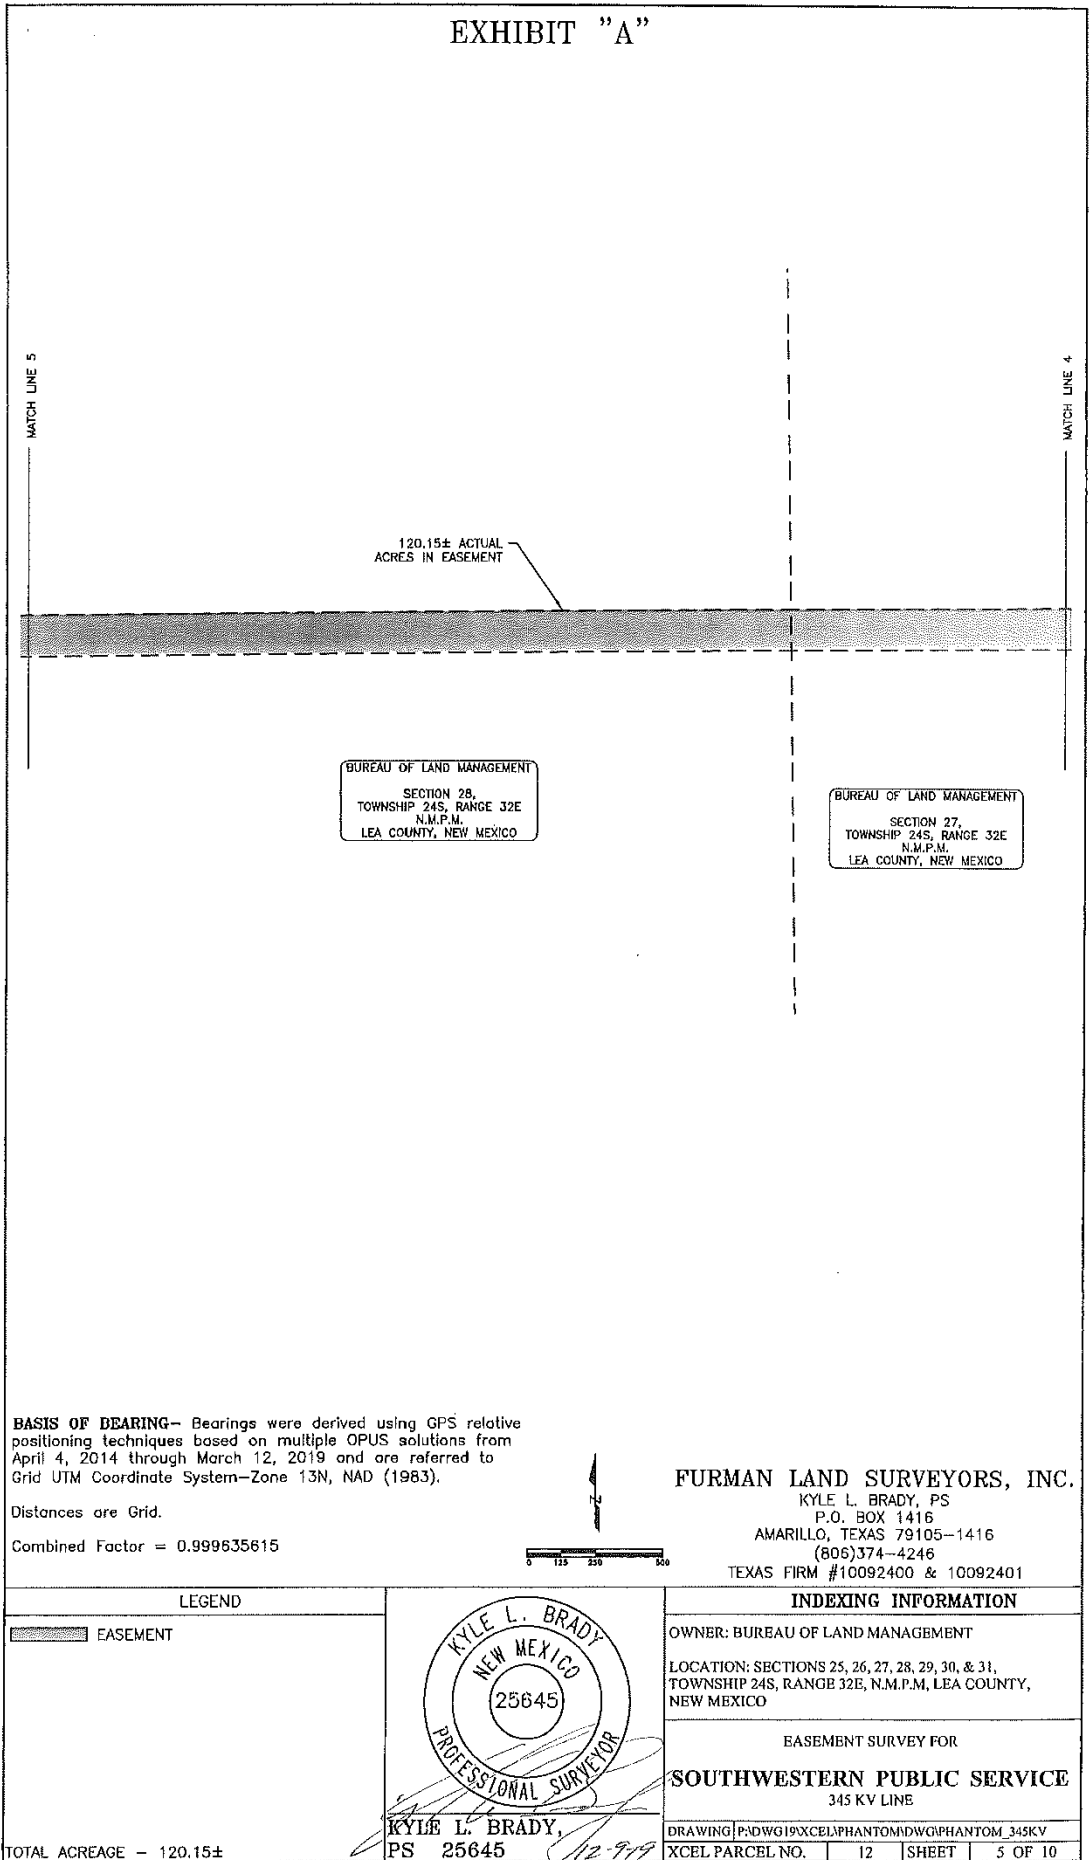 EXHIBIT "A"
MATCH LINE 5
MATCH LINE 4
120.15± ACTUAL
ACRES IN EASEMENT
BUREAU OF LAND MANAGEMENT
SECTION 28,
TOWNSHIP 24S, RANGE 32E
N.M.P.M.
LEA COUNTY, NEW MEXICO
BUREAU OF LAND MANAGEMENT
SECTION 27,
TOWNSHIP 24S, RANGE 32E
N.M.P.M.
LEA COUNTY, NEW MEXICO
BASIS OF BEARING- Bearings were derived using GPS relative
positioning techniques based on multiple OPUS solutions from
April 4, 2014 through March 12, 2019 and are referred to
Grid UTM Coordinate System-Zone 13N, NAD (1983).
Distances are Grid.
Combined Factor = 0.999635615
N
0 125 250 500
FURMAN LAND SURVEYORS, INC.
KYLE L. BRADY, PS
P.O. BOX 1416
AMARILLO, TEXAS 79105-1416
(806)374-4246
TEXAS FIRM #10092400 & 10092401
LEGEND
EASEMENT
TOTAL ACREAGE - 120.15±
KYLE L. BRADY
NEW MEXICO
25645
PROFESSIONAL SURVEYOR
KYLE L. BRADY,
PS 25645
12-9-19
INDEXING INFORMATION
OWNER: BUREAU OF LAND MANAGEMENT
LOCATION: SECTIONS 25, 26, 27, 28, 29, 30, & 31,
TOWNSHIP 24S, RANGE 32E, N.M.P.M, LEA COUNTY,
NEW MEXICO
EASEMENT SURVEY FOR
SOUTHWESTERN PUBLIC SERVICE
345 KV LINE
DRAWING P:\DWG19\XCEL\PHANTOM\DWG\PHANTOM_345KV
XCEL PARCEL NO. 12 SHEET 5 OF 10